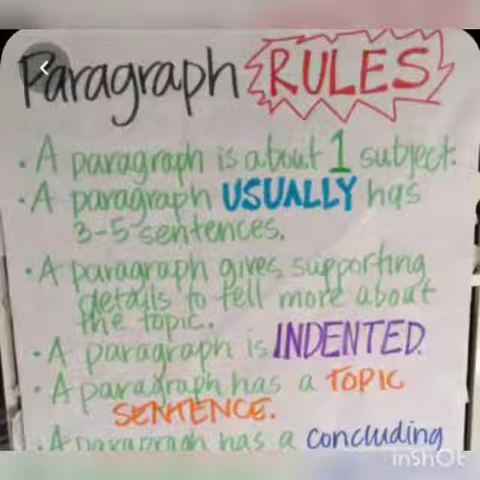 Paragraph RULES
• A paragraph is about 1 subject.
• A paragraph USUALLY has
3-5 sentences.
• A paragraph gives supporting
details to tell more about
the topic.
• A paragraph is INDENTED.
• A paragraph has a TOPIC
SENTENCE.
• A paragraph has a concluding
InShOt